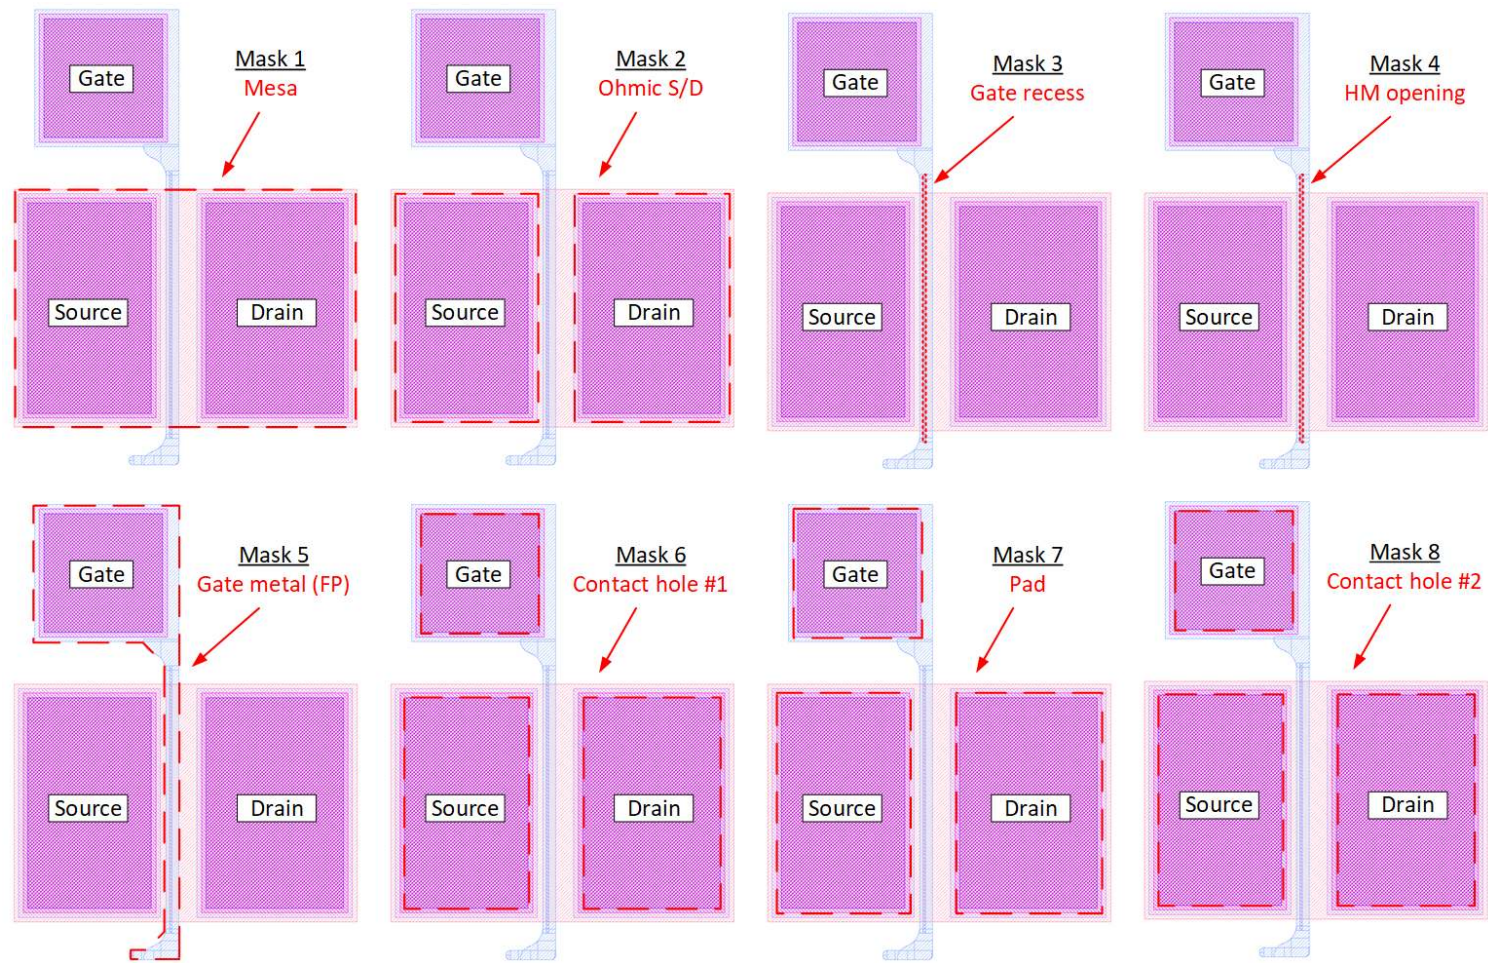 Mask 1
Mesa
Gate
Source
Drain
Mask 2
Ohmic S/D
Gate
Source
Drain
Mask 3
Gate recess
Gate
Source
Drain
Mask 4
HM opening
Gate
Source
Drain
Mask 5
Gate metal (FP)
Gate
Source
Drain
Mask 6
Contact hole #1
Gate
Source
Drain
Mask 7
Pad
Gate
Source
Drain
Mask 8
Contact hole #2
Gate
Source
Drain